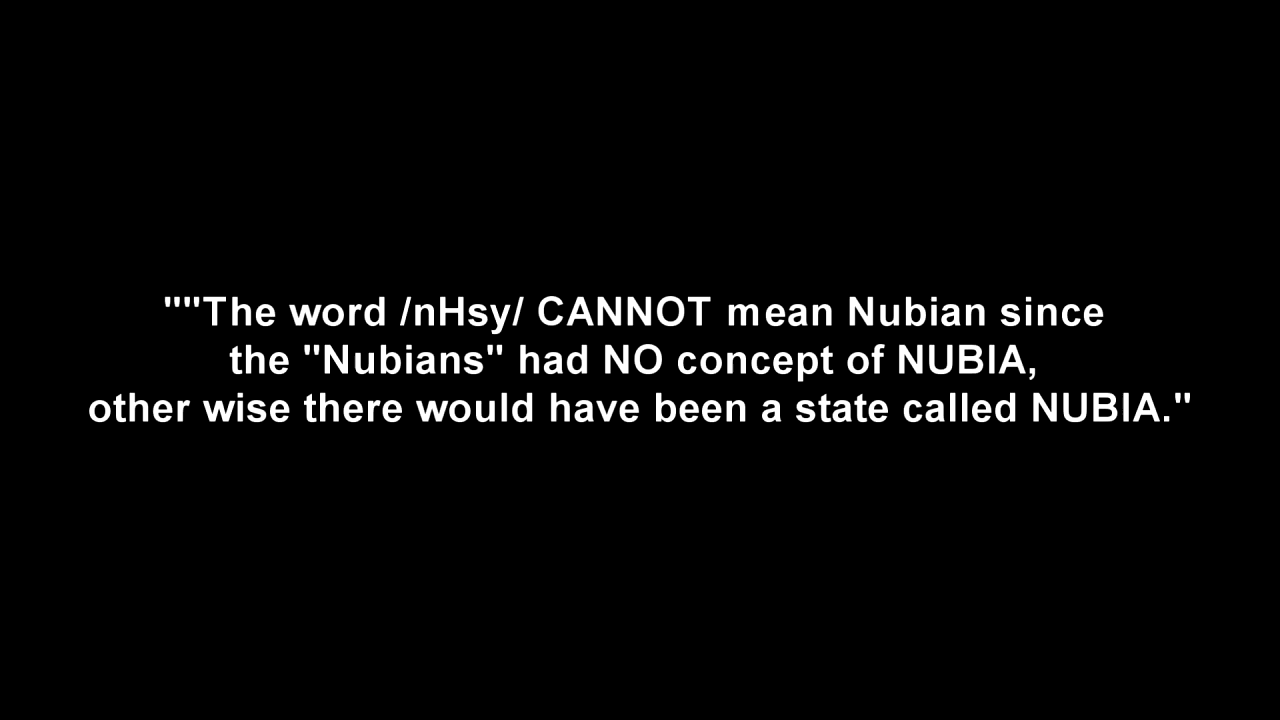 ""The word /nHsy/ CANNOT mean Nubian since
the "Nubians" had NO concept of NUBIA,
other wise there would have been a state called NUBIA."